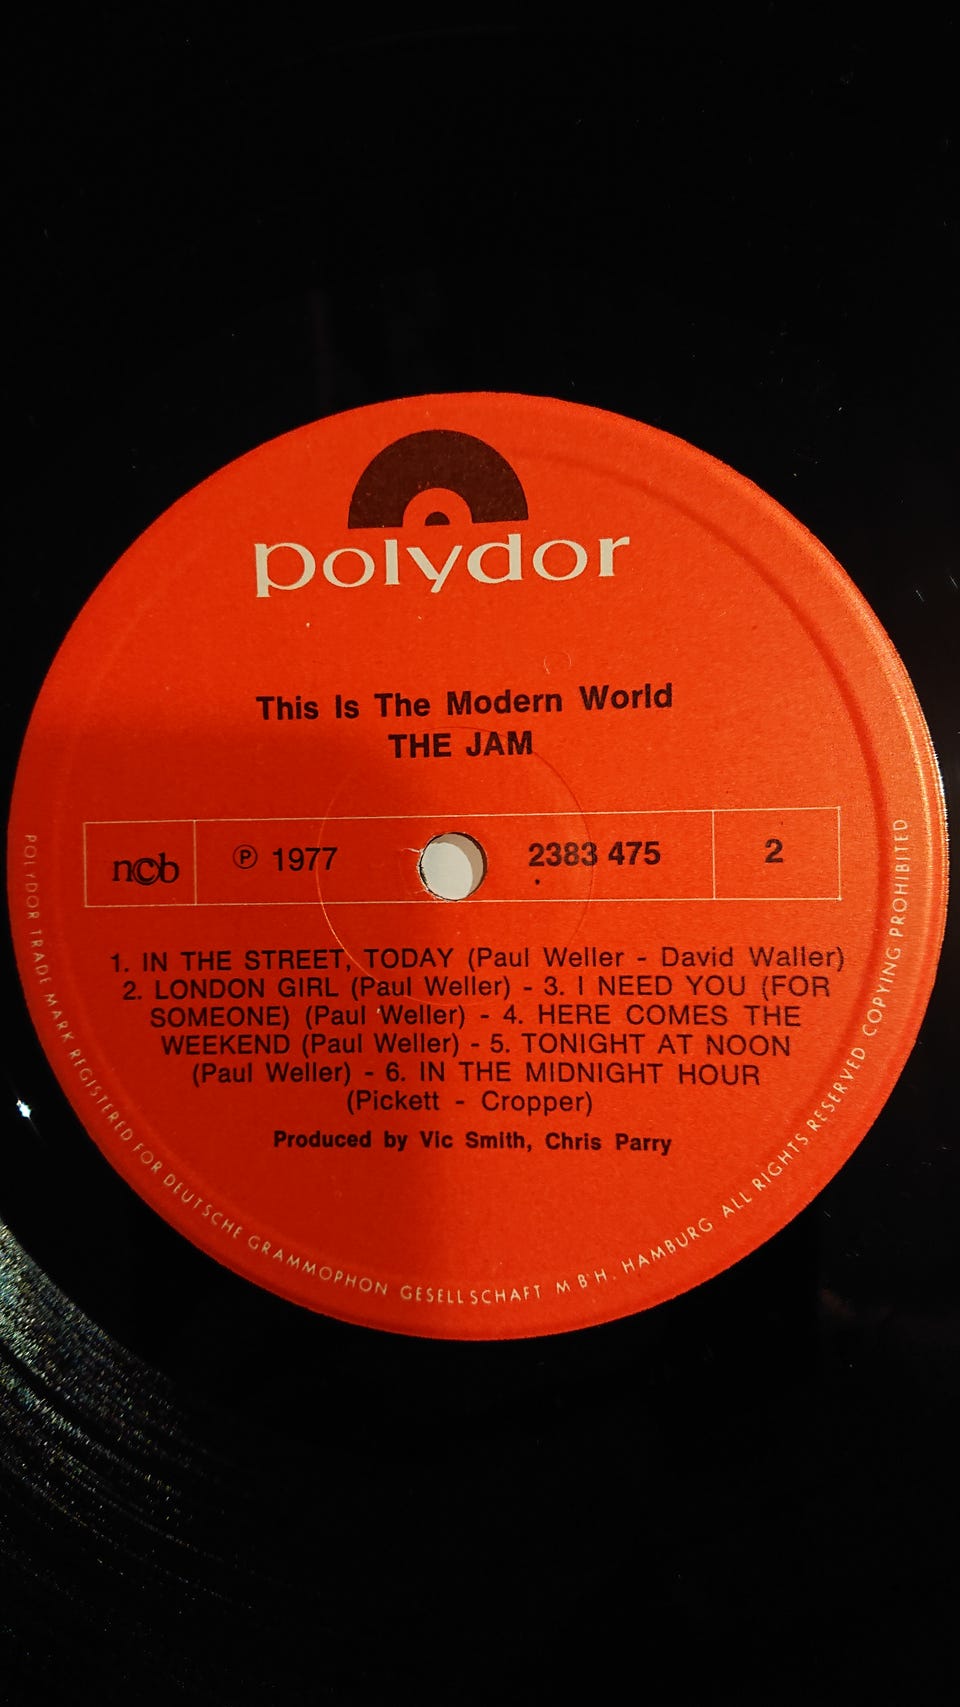 polydor
This Is The Modern World
THE JAM
ncb
℗ 1977
2383 475
2
1. IN THE STREET, TODAY (Paul Weller - David Waller)
2. LONDON GIRL (Paul Weller) - 3. I NEED YOU (FOR
SOMEONE) (Paul Weller) - 4. HERE COMES THE
WEEKEND (Paul Weller) - 5. TONIGHT AT NOON
(Paul Weller) - 6. IN THE MIDNIGHT HOUR
(Pickett - Cropper)
Produced by Vic Smith, Chris Parry
POLYDOR TRADE MARK REGISTERED FOR DEUTSCHE GRAMMOPHON GESELLSCHAFT M·B·H. HAMBURG ALL RIGHTS RESERVED COPYING PROHIBITED